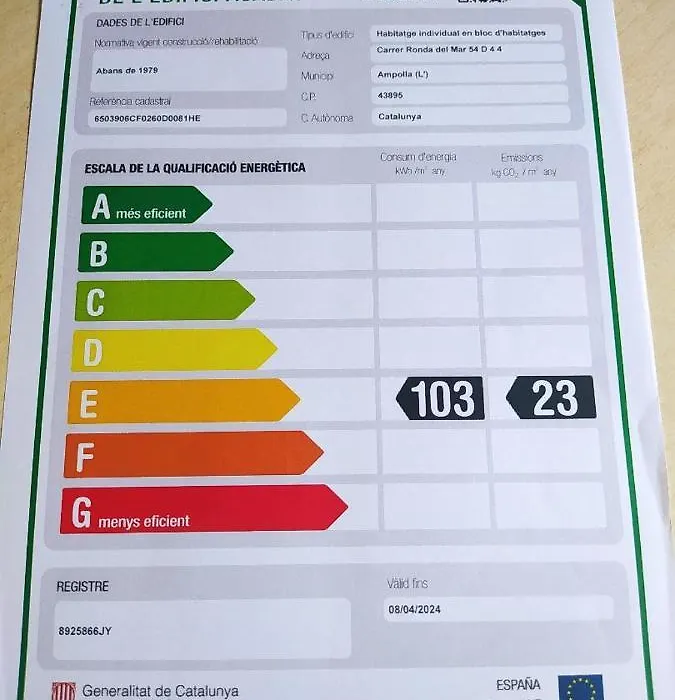 DADES DE L'EDIFICI
Normativa vigent construcció/rehabilitació
Abans de 1979
Referència cadastral
6503906CF0260D0081HE
Tipus d'edifici Habitatge individual en bloc d'habitatges
Adreça Carrer Ronda del Mar 54 D 4 4
Municipi Ampolla (L')
C.P. 43895
C. Autònoma Catalunya
ESCALA DE LA QUALIFICACIÓ ENERGÈTICA
Consum d'energia
kWh /m² any
Emissions
kg CO₂ / m² any
A més eficient
B
C
D
E 103 23
F
G menys eficient
REGISTRE
8925866JY
Vàlid fins
08/04/2024
Generalitat de Catalunya
ESPAÑA